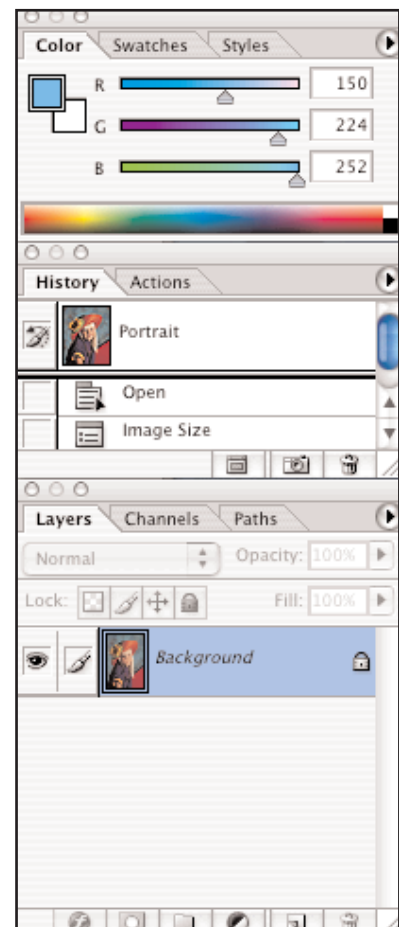 Color Swatches Styles
R 150
G 224
B 252
History Actions
Portrait
Open
Image Size
Layers Channels Paths
Normal Opacity: 100%
Lock: Fill: 100%
Background